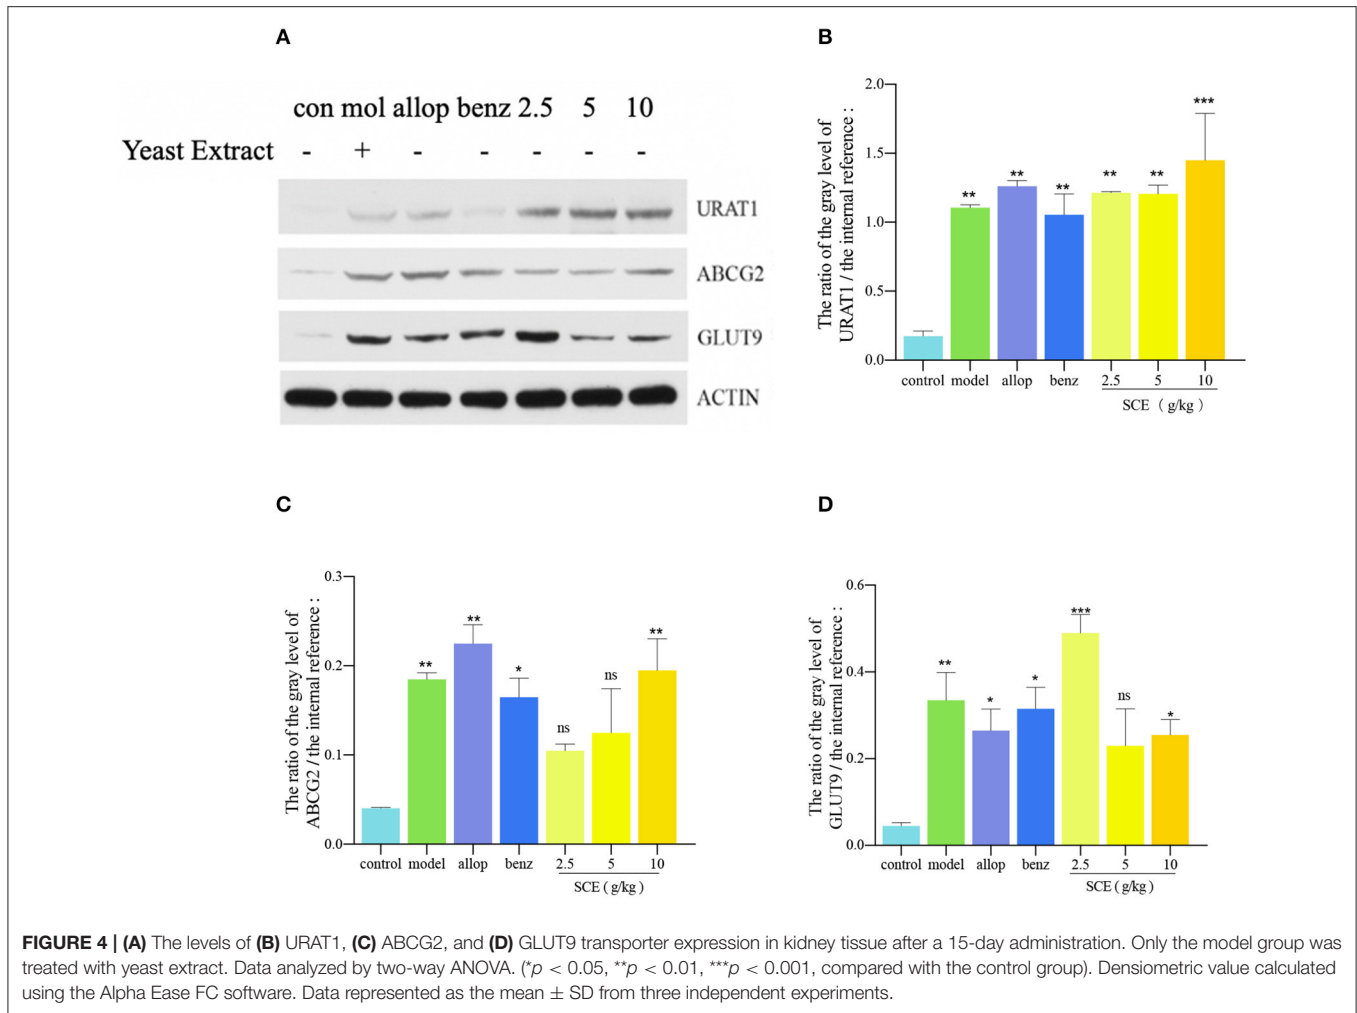 A
con mol allop benz 2.5 5 10
Yeast Extract - + - - - - -
URAT1
ABCG2
GLUT9
ACTIN
B
The ratio of the gray level of
URAT1 / the internal reference :
2.0
1.5
1.0
0.5
0.0
** ** ** ** ** ***
control model allop benz 2.5 5 10
SCE ( g/kg )
C
The ratio of the gray level of
ABCG2 / the internal reference :
0.3
0.2
0.1
0.0
** ** * ns ns **
control model allop benz 2.5 5 10
SCE ( g/kg )
D
The ratio of the gray level of
GLUT9 / the internal reference :
0.6
0.4
0.2
0.0
** * * *** ns *
control model allop benz 2.5 5 10
SCE ( g/kg )
FIGURE 4 | (A) The levels of (B) URAT1, (C) ABCG2, and (D) GLUT9 transporter expression in kidney tissue after a 15-day administration. Only the model group was
treated with yeast extract. Data analyzed by two-way ANOVA. (*p < 0.05, **p < 0.01, ***p < 0.001, compared with the control group). Densiometric value calculated
using the Alpha Ease FC software. Data represented as the mean ± SD from three independent experiments.